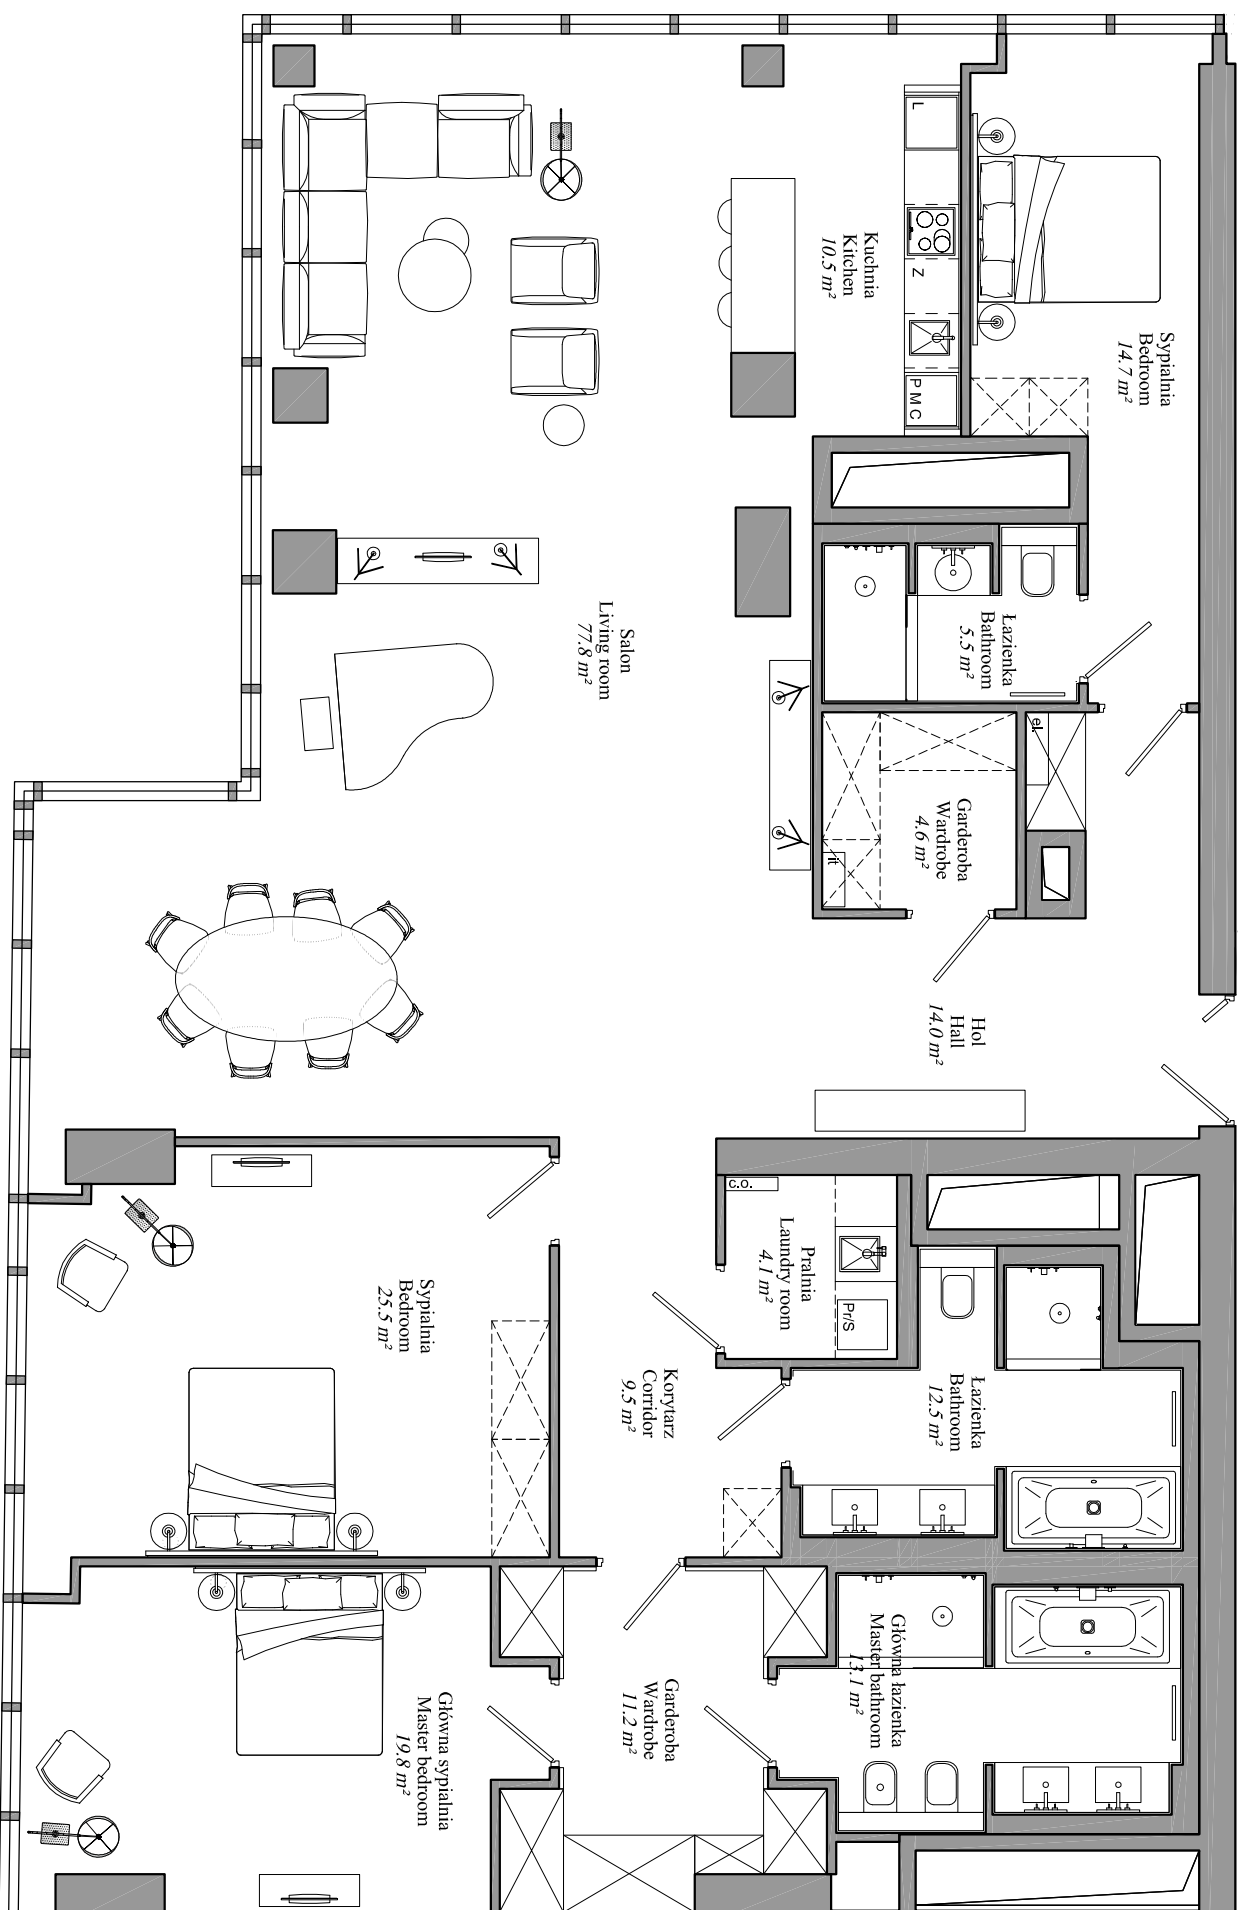 L
Z
P M C
Kuchnia
Kitchen
10.5 m²
Sypialnia
Bedroom
14.7 m²
Salon
Living room
77.8 m²
Łazienka
Bathroom
5.5 m²
el.
Garderoba
Wardrobe
4.6 m²
it
Hol
Hall
14.0 m²
c.o.
Pralnia
Laundry room
4.1 m²
Pr/S
Sypialnia
Bedroom
25.5 m²
Korytarz
Corridor
9.5 m²
Łazienka
Bathroom
12.5 m²
Główna sypialnia
Master bedroom
19.8 m²
Garderoba
Wardrobe
11.2 m²
Główna łazienka
Master bathroom
13.1 m²